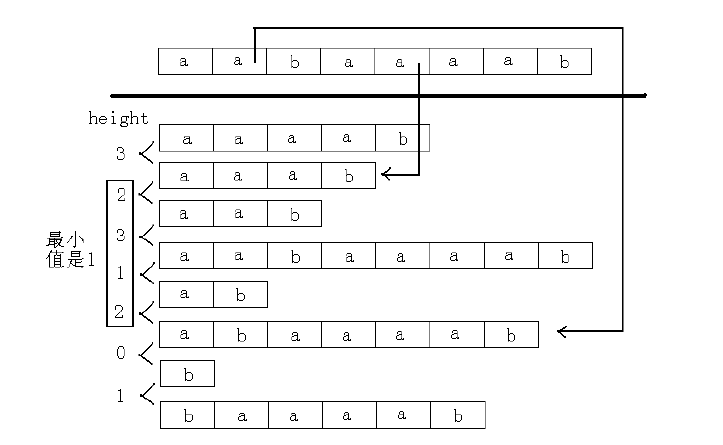 a a b a a a a b
height
a a a a b
3
a a a b
2
a a b
3
最小
值是1
a a b a a a a b
1
a b
2
a b a a a a b
0
b
1
b a a a a b